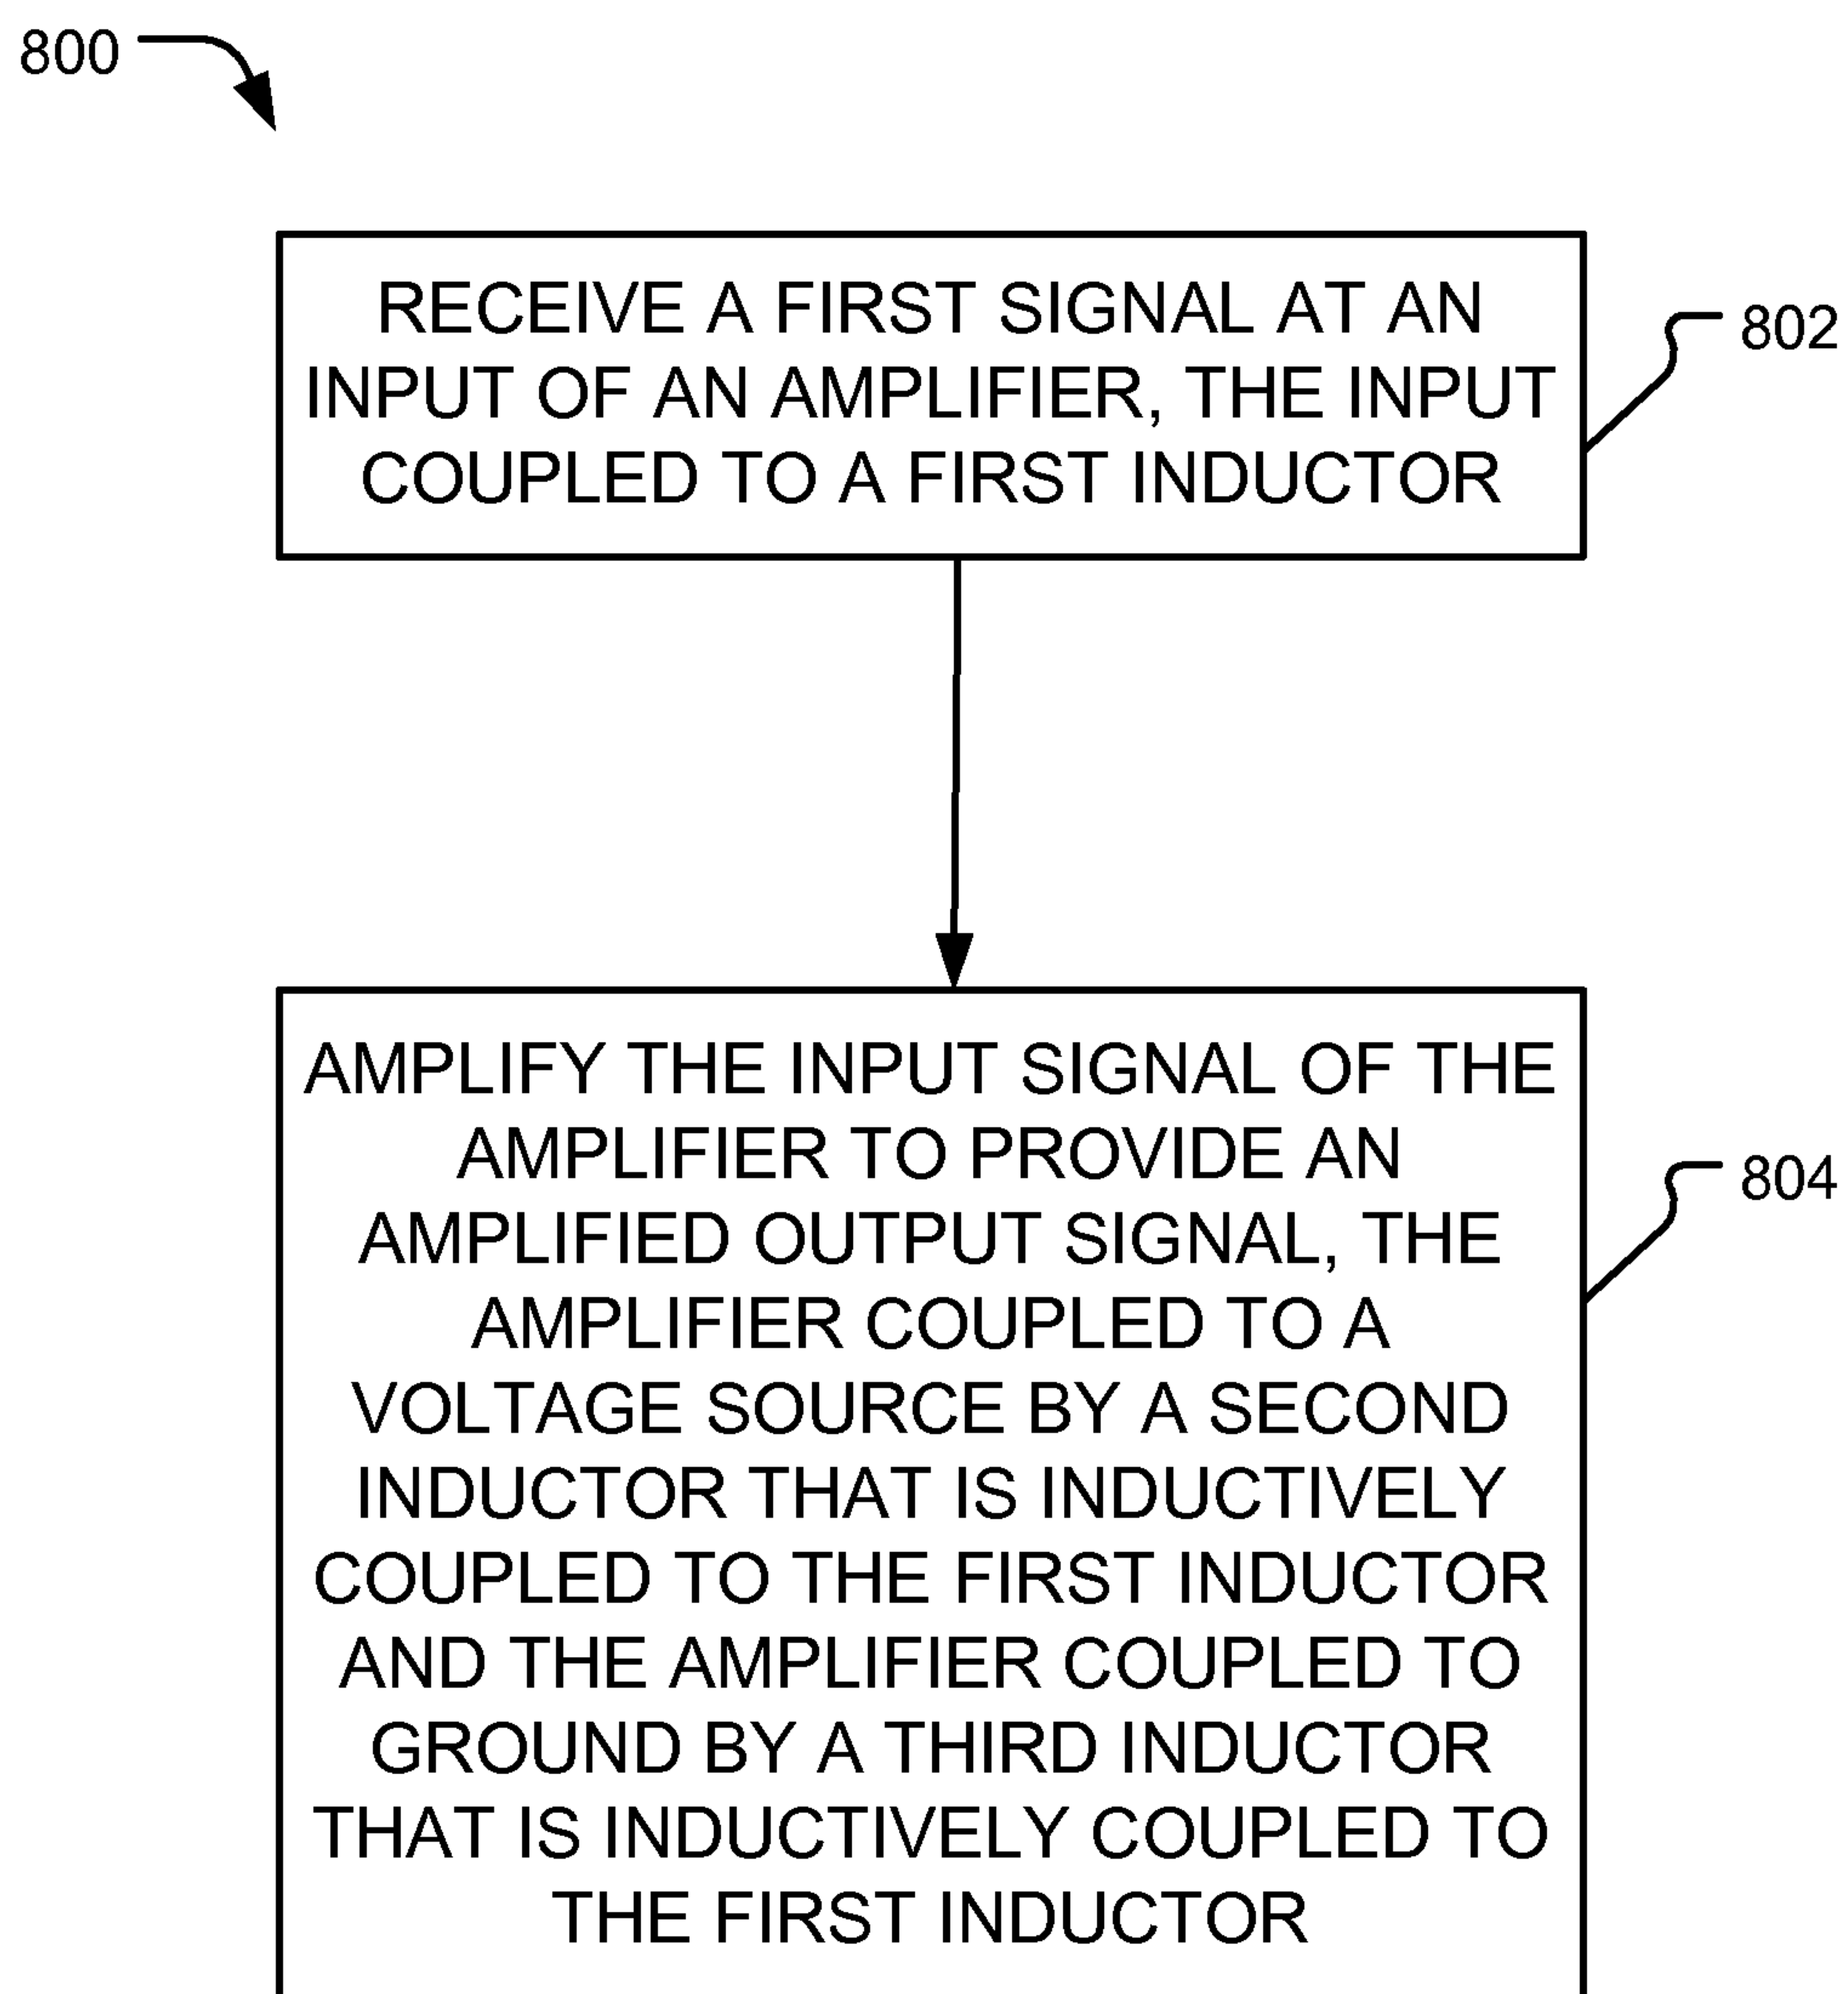 800
RECEIVE A FIRST SIGNAL AT AN
INPUT OF AN AMPLIFIER, THE INPUT
COUPLED TO A FIRST INDUCTOR
802
AMPLIFY THE INPUT SIGNAL OF THE
AMPLIFIER TO PROVIDE AN
AMPLIFIED OUTPUT SIGNAL, THE
AMPLIFIER COUPLED TO A
VOLTAGE SOURCE BY A SECOND
INDUCTOR THAT IS INDUCTIVELY
COUPLED TO THE FIRST INDUCTOR
AND THE AMPLIFIER COUPLED TO
GROUND BY A THIRD INDUCTOR
THAT IS INDUCTIVELY COUPLED TO
THE FIRST INDUCTOR
804